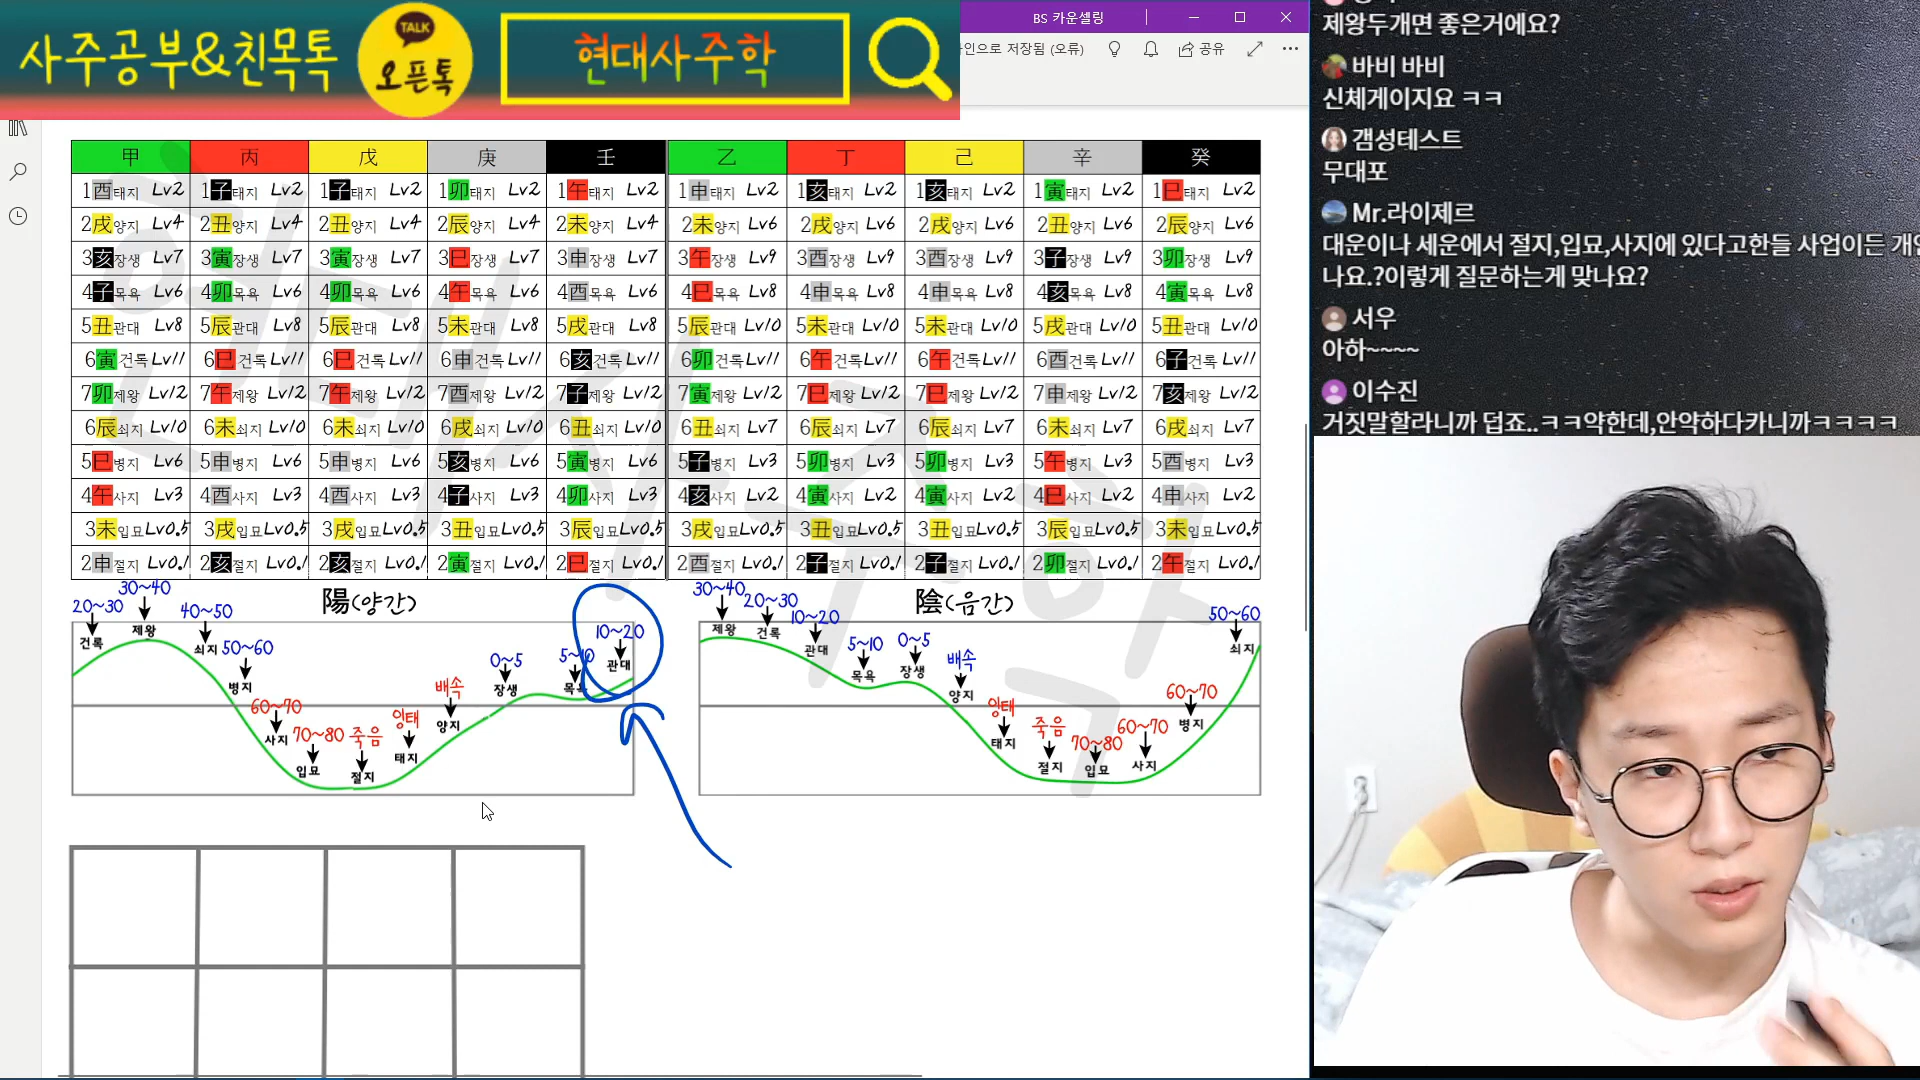 사주공부&친목톡
TALK
오픈톡
현대사주학
BS 카운셀링
인으로 저장됨 (오류)
공유
甲 丙 戊 庚 壬 乙 丁 己 辛 癸
1酉태지 Lv2 1子태지 Lv2 1子태지 Lv2 1卯태지 Lv2 1午태지 Lv2 1申태지 Lv2 1亥태지 Lv2 1亥태지 Lv2 1寅태지 Lv2 1巳태지 Lv2
2戌양지 Lv4 2丑양지 Lv4 2丑양지 Lv4 2辰양지 Lv4 2未양지 Lv4 2未양지 Lv6 2戌양지 Lv6 2戌양지 Lv6 2丑양지 Lv6 2辰양지 Lv6
3亥장생 Lv7 3寅장생 Lv7 3寅장생 Lv7 3巳장생 Lv7 3申장생 Lv7 3午장생 Lv9 3酉장생 Lv9 3酉장생 Lv9 3子장생 Lv9 3卯장생 Lv9
4子목욕 Lv6 4卯목욕 Lv6 4卯목욕 Lv6 4午목욕 Lv6 4酉목욕 Lv6 4巳목욕 Lv8 4申목욕 Lv8 4申목욕 Lv8 4亥목욕 Lv8 4寅목욕 Lv8
5丑관대 Lv8 5辰관대 Lv8 5辰관대 Lv8 5未관대 Lv8 5戌관대 Lv8 5辰관대 Lv10 5未관대 Lv10 5未관대 Lv10 5戌관대 Lv10 5丑관대 Lv10
6寅건록 Lv11 6巳건록 Lv11 6巳건록 Lv11 6申건록 Lv11 6亥건록 Lv11 6卯건록 Lv11 6午건록 Lv11 6午건록 Lv11 6酉건록 Lv11 6子건록 Lv11
7卯제왕 Lv12 7午제왕 Lv12 7午제왕 Lv12 7酉제왕 Lv12 7子제왕 Lv12 7寅제왕 Lv12 7巳제왕 Lv12 7巳제왕 Lv12 7申제왕 Lv12 7亥제왕 Lv12
6辰쇠지 Lv10 6未쇠지 Lv10 6未쇠지 Lv10 6戌쇠지 Lv10 6丑쇠지 Lv10 6丑쇠지 Lv7 6辰쇠지 Lv7 6辰쇠지 Lv7 6未쇠지 Lv7 6戌쇠지 Lv7
5巳병지 Lv6 5申병지 Lv6 5申병지 Lv6 5亥병지 Lv6 5寅병지 Lv6 5子병지 Lv3 5卯병지 Lv3 5卯병지 Lv3 5午병지 Lv3 5酉병지 Lv3
4午사지 Lv3 4酉사지 Lv3 4酉사지 Lv3 4子사지 Lv3 4卯사지 Lv3 4亥사지 Lv2 4寅사지 Lv2 4寅사지 Lv2 4巳사지 Lv2 4申사지 Lv2
3未입묘 Lv0.5 3戌입묘 Lv0.5 3戌입묘 Lv0.5 3丑입묘 Lv0.5 3辰입묘 Lv0.5 3戌입묘 Lv0.5 3丑입묘 Lv0.5 3丑입묘 Lv0.5 3辰입묘 Lv0.5 3未입묘 Lv0.5
2申절지 Lv0.1 2亥절지 Lv0.1 2亥절지 Lv0.1 2寅절지 Lv0.1 2巳절지 Lv0.1 2酉절지 Lv0.1 2子절지 Lv0.1 2子절지 Lv0.1 2卯절지 Lv0.1 2午절지 Lv0.1
陽(양간)
20~30
건록
30~40
제왕
40~50
쇠지
50~60
병지
60~70
사지
70~80
입묘
죽음
절지
잉태
태지
배속
양지
0~5
장생
5~10
목욕
10~20
관대
陰(음간)
30~40
제왕
20~30
건록
10~20
관대
5~10
목욕
0~5
장생
배속
양지
잉태
태지
죽음
절지
70~80
입묘
60~70
사지
60~70
병지
50~60
쇠지
현대사주학
제왕두개면 좋은거에요?
바비 바비
신체게이지요 ㅋㅋ
갬성테스트
무대포
Mr.라이제르
대운이나 세운에서 절지,입묘,사지에 있다고한들 사업이든 개인
나요.?이렇게 질문하는게 맞나요?
서우
아하~~~~
이수진
거짓말할라니까 덥죠..ㅋㅋ약한데,안약하다카니까ㅋㅋㅋㅋ